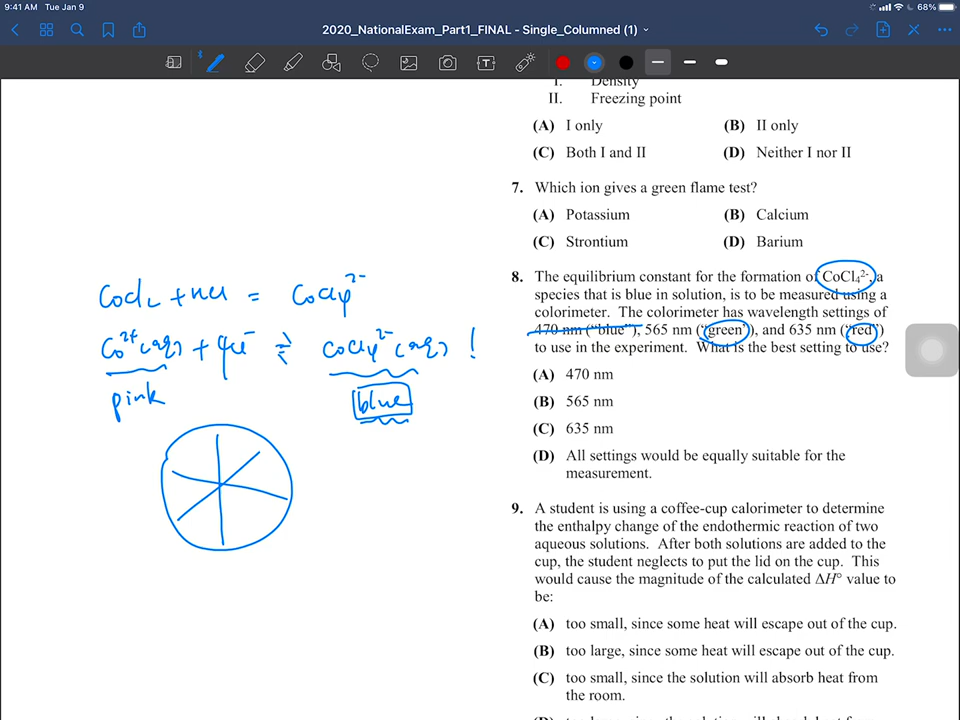 9:41 AM Tue Jan 9
68%
2020_NationalExam_Part1_FINAL - Single_Columned (1)
I. Density
II. Freezing point
(A) I only (B) II only
(C) Both I and II (D) Neither I nor II
7. Which ion gives a green flame test?
(A) Potassium (B) Calcium
(C) Strontium (D) Barium
8. The equilibrium constant for the formation of CoCl₄²⁻, a
species that is blue in solution, is to be measured using a
colorimeter. The colorimeter has wavelength settings of
470 nm (“blue”), 565 nm (“green”), and 635 nm (“red”)
to use in the experiment. What is the best setting to use?
(A) 470 nm
(B) 565 nm
(C) 635 nm
(D) All settings would be equally suitable for the
measurement.
9. A student is using a coffee-cup calorimeter to determine
the enthalpy change of the endothermic reaction of two
aqueous solutions. After both solutions are added to the
cup, the student neglects to put the lid on the cup. This
would cause the magnitude of the calculated ΔH° value to
be:
(A) too small, since some heat will escape out of the cup.
(B) too large, since some heat will escape out of the cup.
(C) too small, since the solution will absorb heat from
the room.
CoCl₂ + HCl = CoCl₄²⁻
Co²⁺(aq) + 4Cl⁻ ⇌ CoCl₄²⁻(aq) !
pink blue